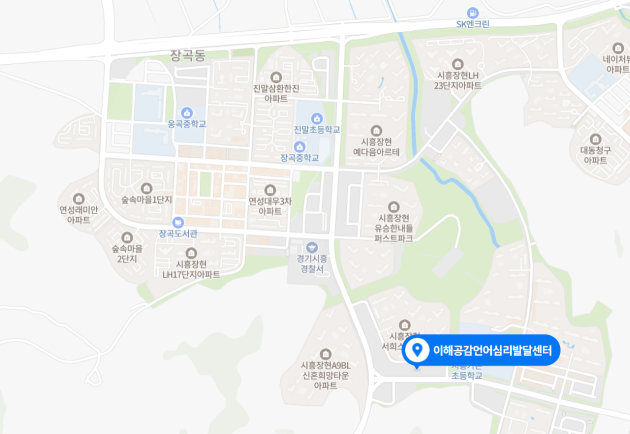 SK엔크린
장곡동
네이처뷰
아파트
시흥장현LH
23단지아파트
진말삼환한진
아파트
응곡중학교
진말초등학교
장곡중학교
시흥장현
예다음아르테
대동청구
아파트
숲속마을1단지
연성대우3차
아파트
연성래미안
아파트
시흥장현
유승한내들
퍼스트파크
장곡도서관
숲속마을
2단지
경기시흥
경찰서
시흥장현
LH17단지아파트
시흥장현
이해공감언어심리발달센터
시흥장현A9BL
신혼희망타운
아파트
초등학교